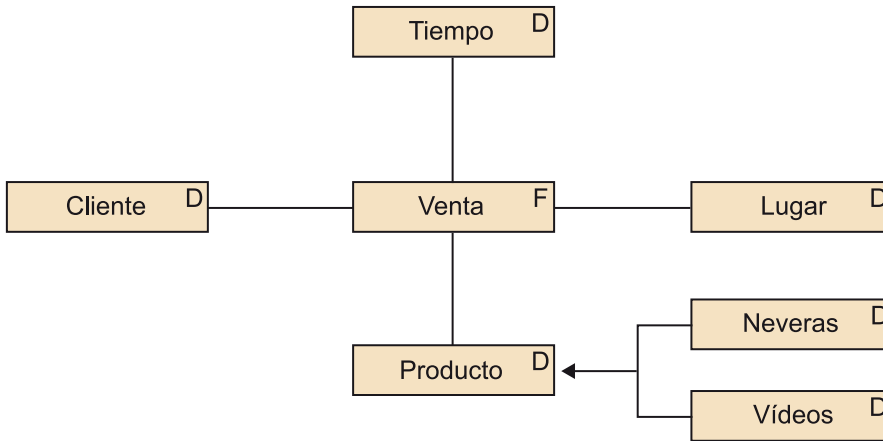 Tiempo D
Cliente D
Venta F
Lugar D
Neveras D
Producto D
Vídeos D